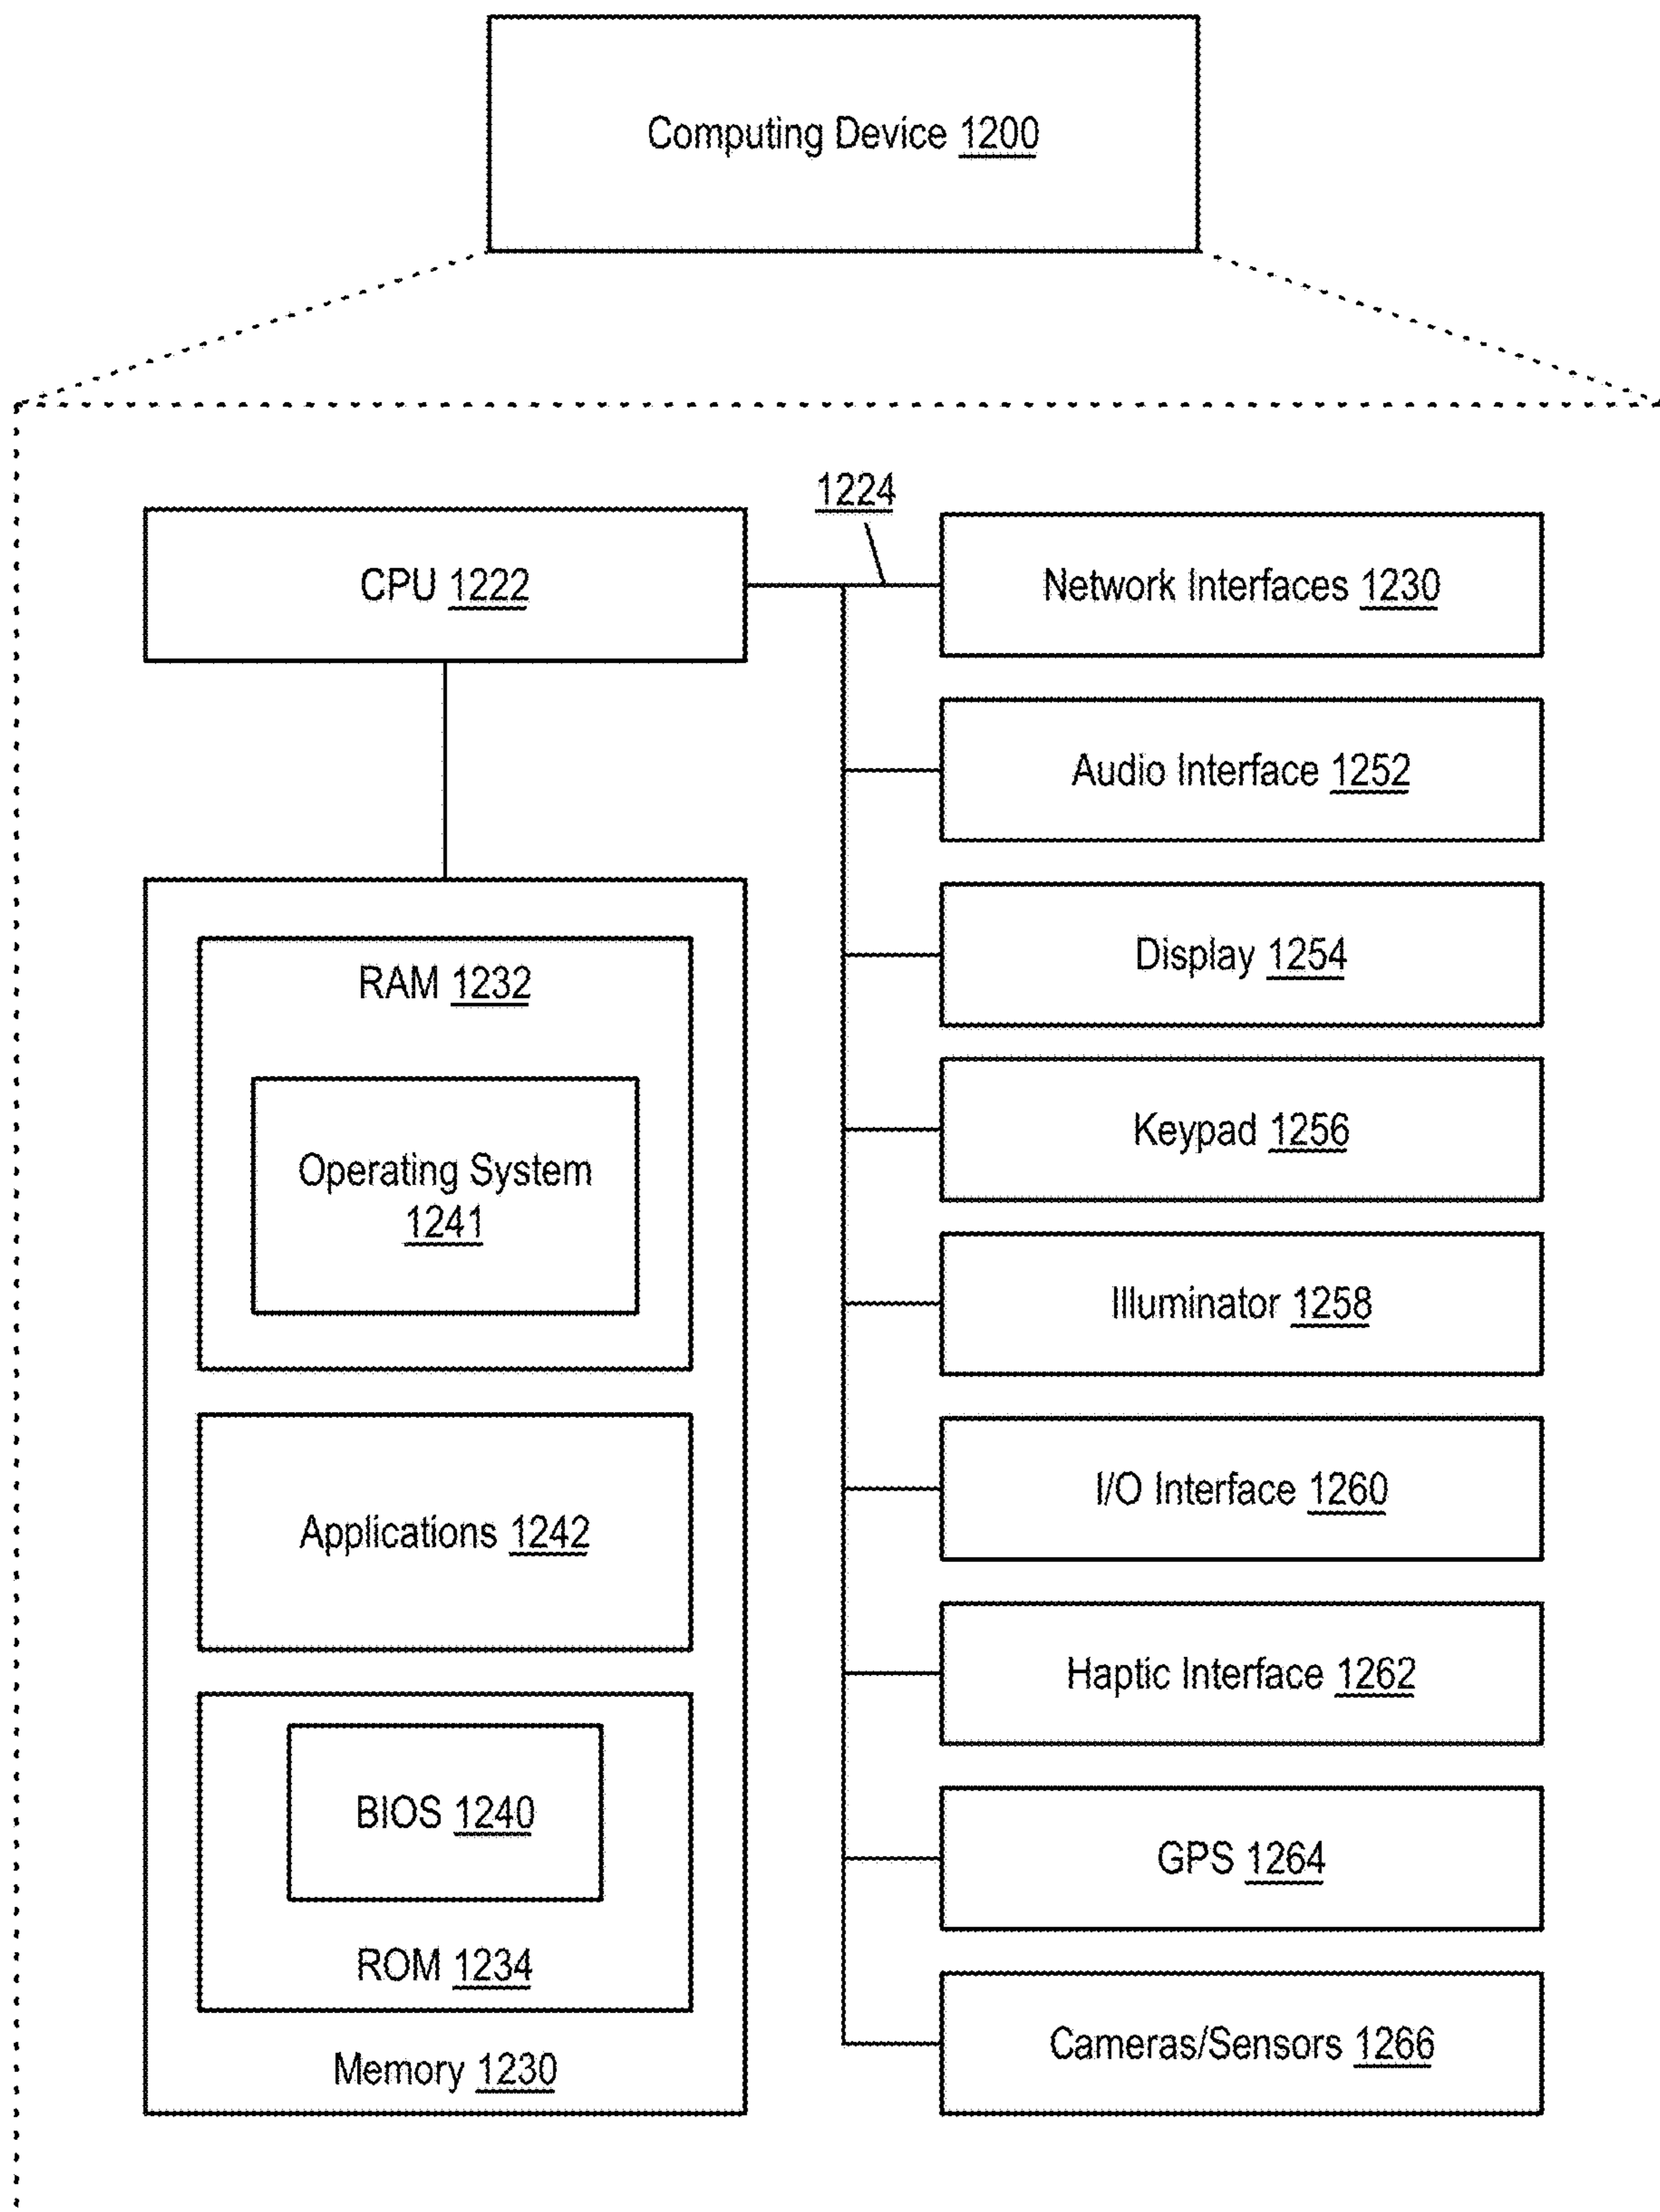 Computing Device 1200
1224
CPU 1222
Network Interfaces 1230
Audio Interface 1252
Display 1254
RAM 1232
Keypad 1256
Operating System
1241
Illuminator 1258
I/O Interface 1260
Applications 1242
Haptic Interface 1262
BIOS 1240
GPS 1264
ROM 1234
Cameras/Sensors 1266
Memory 1230